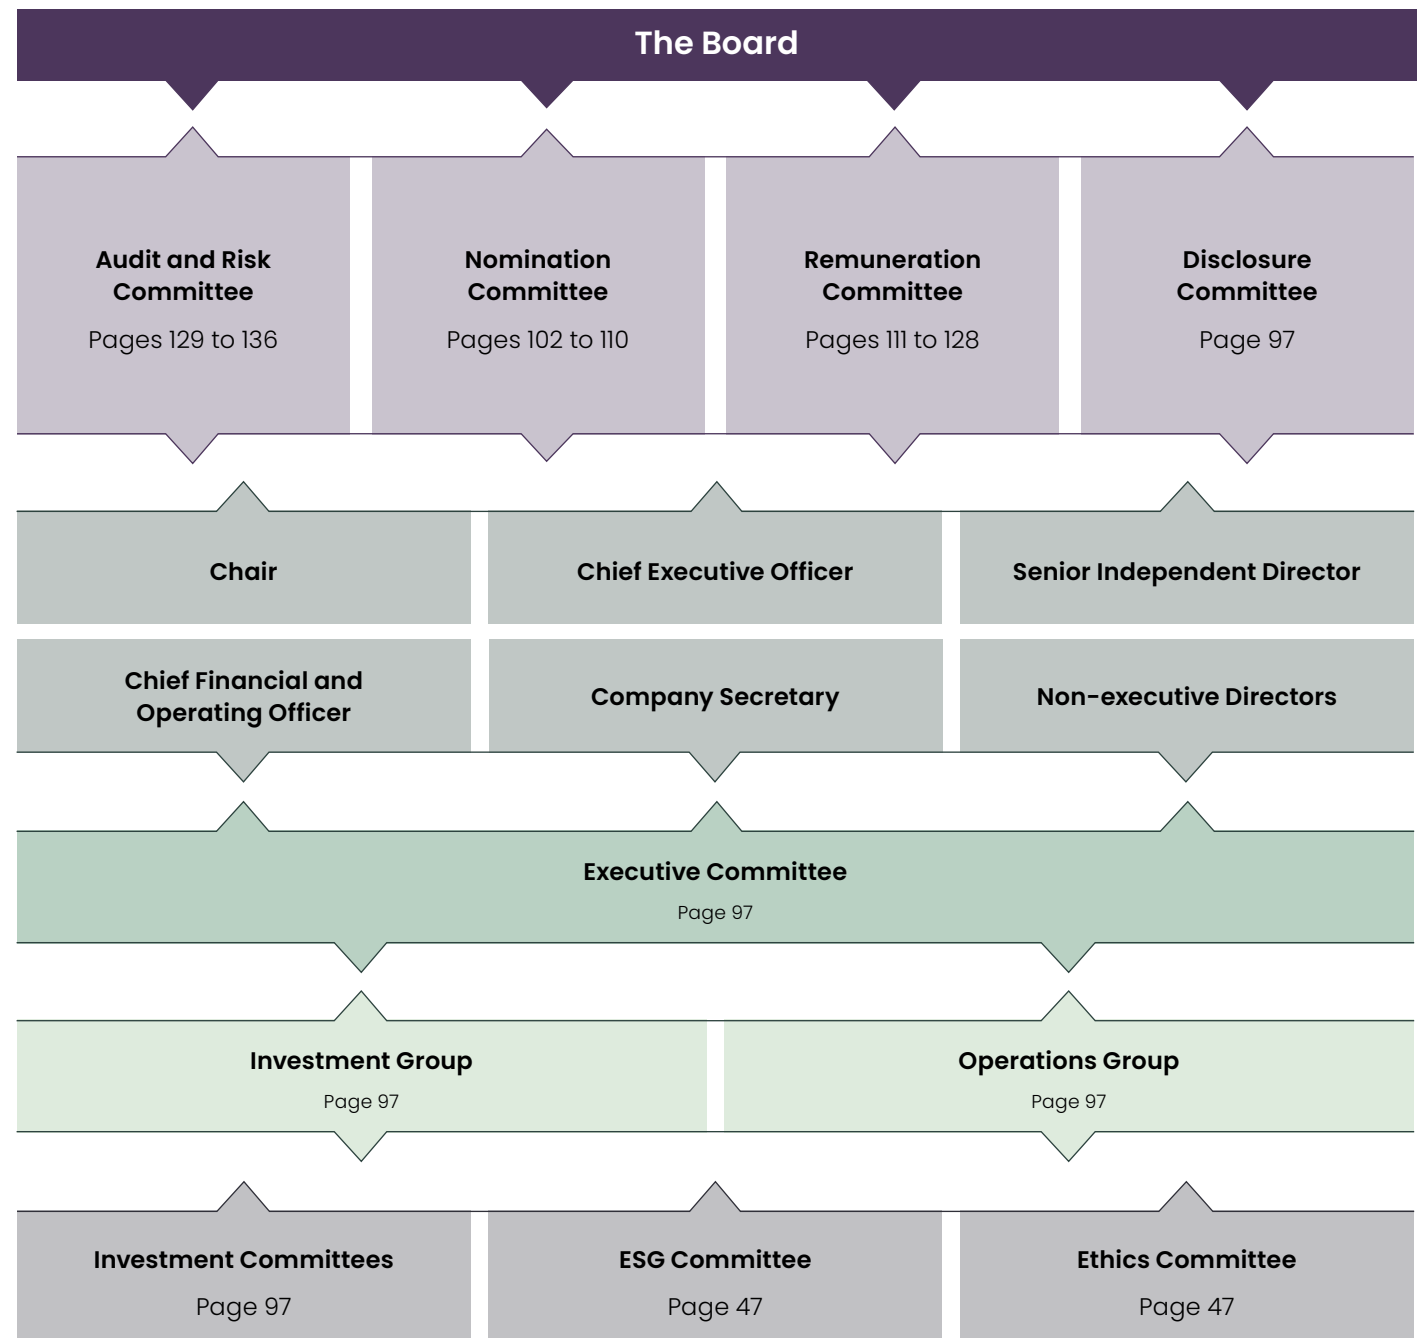 The Board
Audit and Risk
Committee
Pages 129 to 136
Nomination
Committee
Pages 102 to 110
Remuneration
Committee
Pages 111 to 128
Disclosure
Committee
Page 97
Chair
Chief Executive Officer
Senior Independent Director
Chief Financial and
Operating Officer
Company Secretary
Non-executive Directors
Executive Committee
Page 97
Investment Group
Page 97
Operations Group
Page 97
Investment Committees
Page 97
ESG Committee
Page 47
Ethics Committee
Page 47